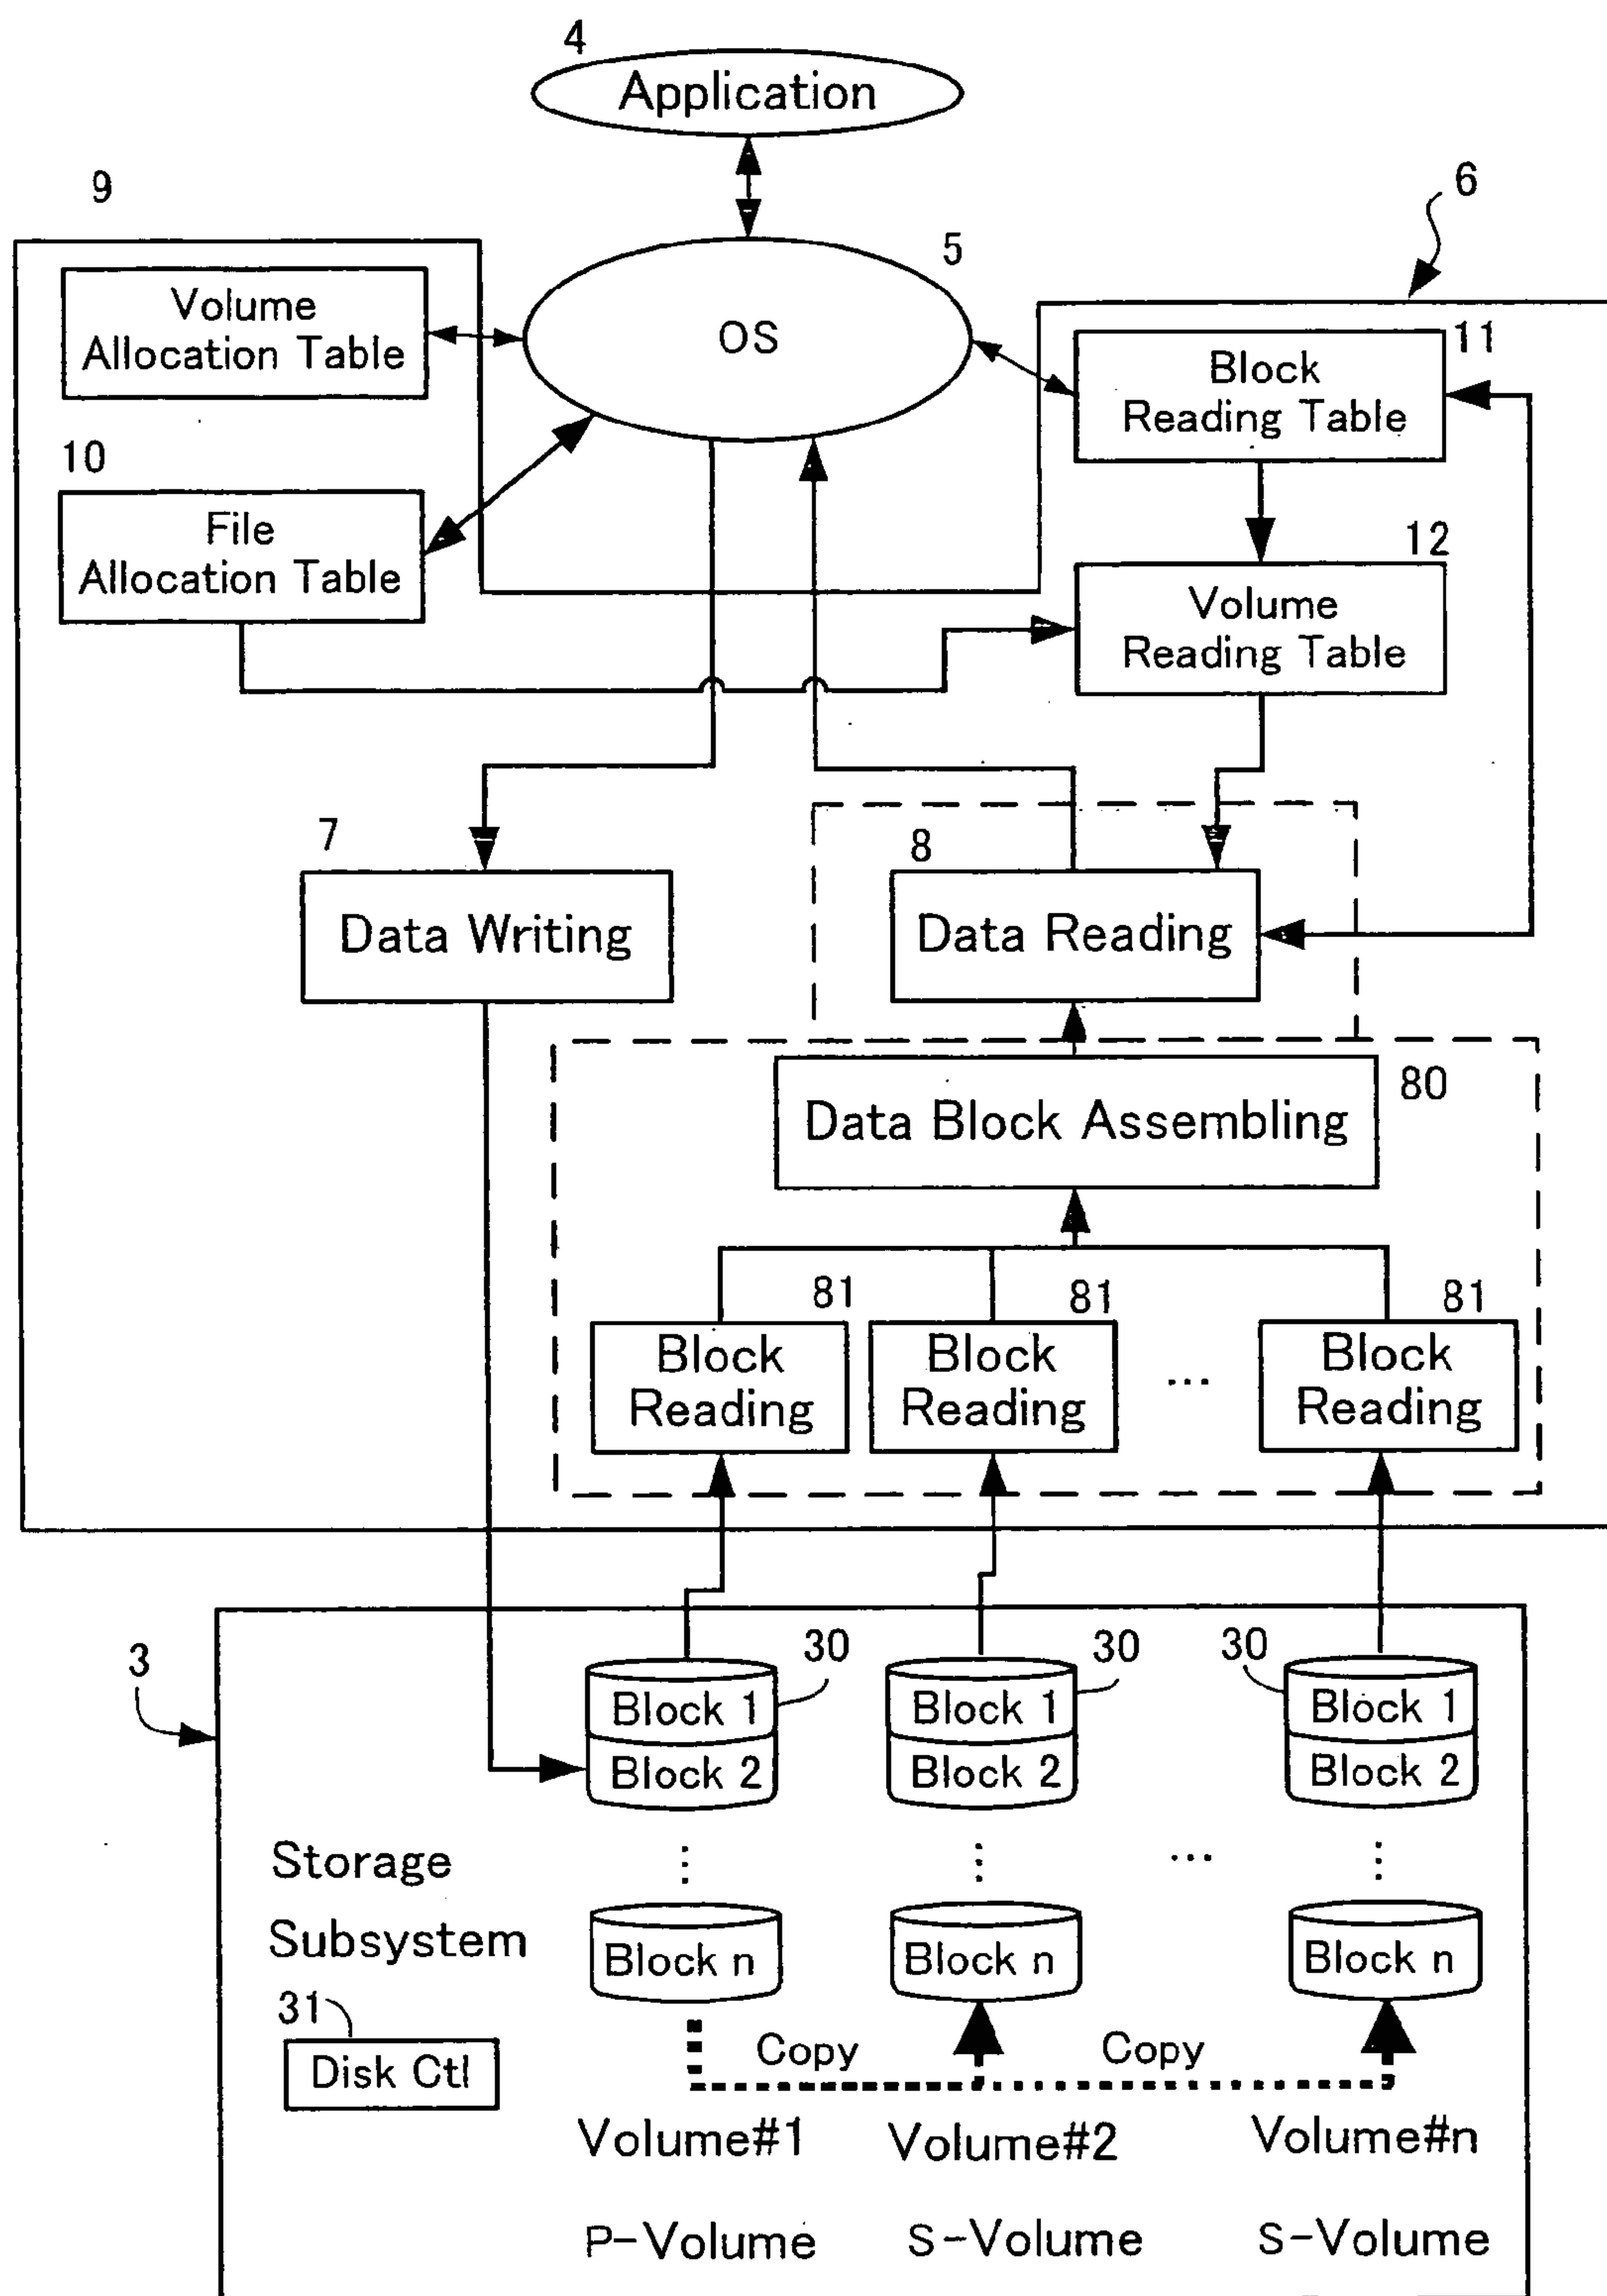 4
Application
9
6
5
Volume
Allocation Table
OS
11
Block
Reading Table
10
File
Allocation Table
12
Volume
Reading Table
7
8
Data Writing
Data Reading
80
Data Block Assembling
81
81
81
Block
Reading
Block
Reading
...
Block
Reading
3
30
30
30
Block 1
Block 2
Block 1
Block 2
Block 1
Block 2
Storage
Subsystem
...
Block n
Block n
Block n
31
Disk Ctl
Copy
Copy
Volume#1
Volume#2
Volume#n
P-Volume
S-Volume
S-Volume